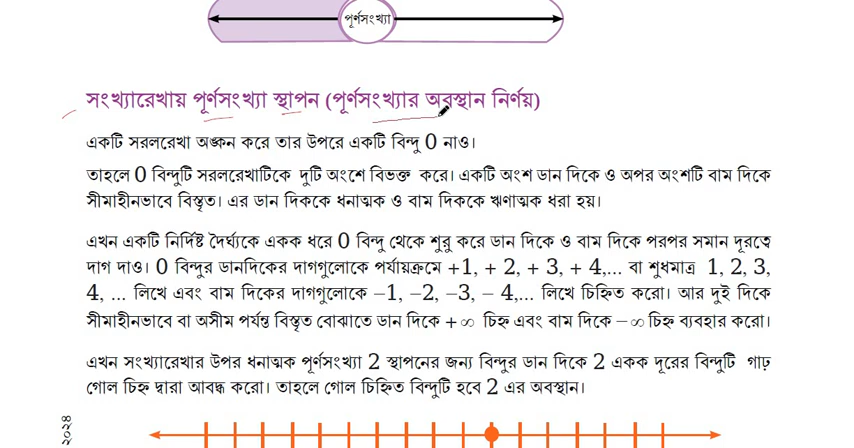 পূর্ণসংখ্যা
সংখ্যারেখায় পূর্ণসংখ্যা স্থাপন (পূর্ণসংখ্যার অবস্থান নির্ণয়)
একটি সরলরেখা অঙ্কন করে তার উপরে একটি বিন্দু 0 নাও।
তাহলে 0 বিন্দুটি সরলরেখাটিকে দুটি অংশে বিভক্ত করে। একটি অংশ ডান দিকে ও অপর অংশটি বাম দিকে
সীমাহীনভাবে বিস্তৃত। এর ডান দিককে ধনাত্মক ও বাম দিককে ঋণাত্মক ধরা হয়।
এখন একটি নির্দিষ্ট দৈর্ঘ্যকে একক ধরে 0 বিন্দু থেকে শুরু করে ডান দিকে ও বাম দিকে পরপর সমান দূরত্বে
দাগ দাও। 0 বিন্দুর ডানদিকের দাগগুলোকে পর্যায়ক্রমে +1, + 2, + 3, + 4,... বা শুধমাত্র 1, 2, 3,
4, ... লিখে এবং বাম দিকের দাগগুলোকে −1, −2, −3, − 4,... লিখে চিহ্নিত করো। আর দুই দিকে
সীমাহীনভাবে বা অসীম পর্যন্ত বিস্তৃত বোঝাতে ডান দিকে + ∞ চিহ্ন এবং বাম দিকে − ∞ চিহ্ন ব্যবহার করো।
এখন সংখ্যারেখার উপর ধনাত্মক পূর্ণসংখ্যা 2 স্থাপনের জন্য বিন্দুর ডান দিকে 2 একক দূরের বিন্দুটি গাঢ়
গোল চিহ্ন দ্বারা আবদ্ধ করো। তাহলে গোল চিহ্নিত বিন্দুটি হবে 2 এর অবস্থান।
২০২৪